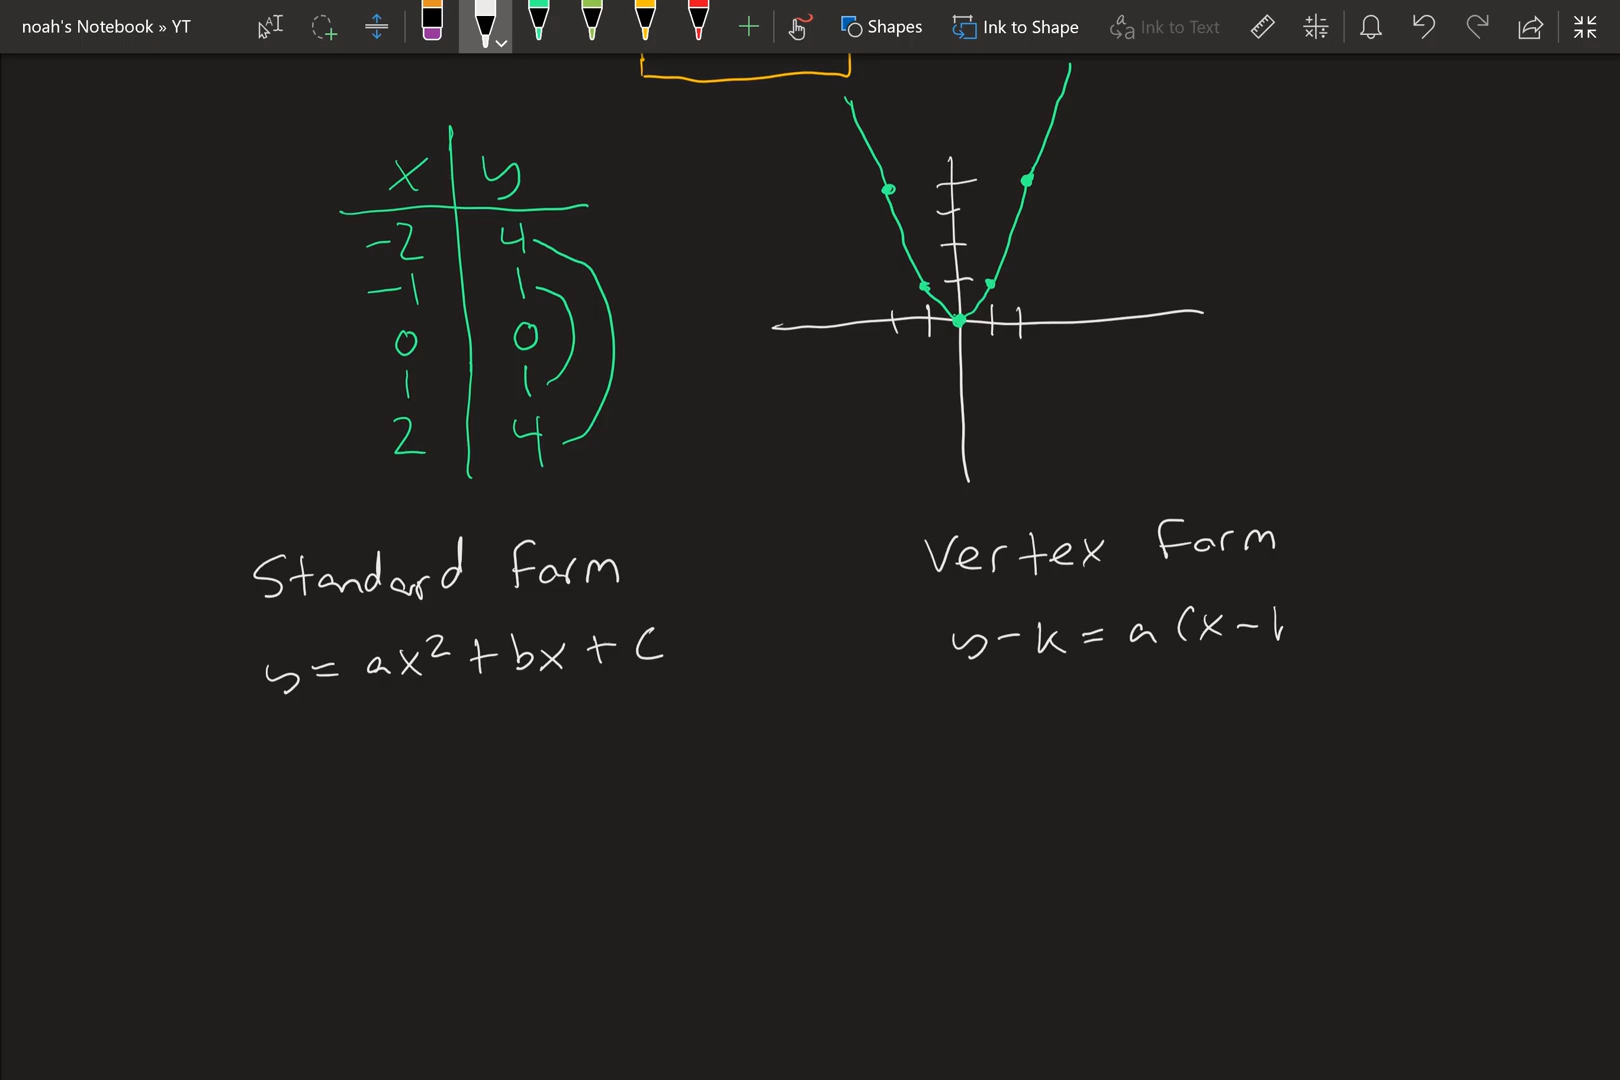 noah's Notebook » YT
Shapes
Ink to Shape
Ink to Text
x y
-2 4
-1 1
0 0
1 1
2 4
Standard Form
y = ax² + bx + c
Vertex Form
y - k = a (x - l